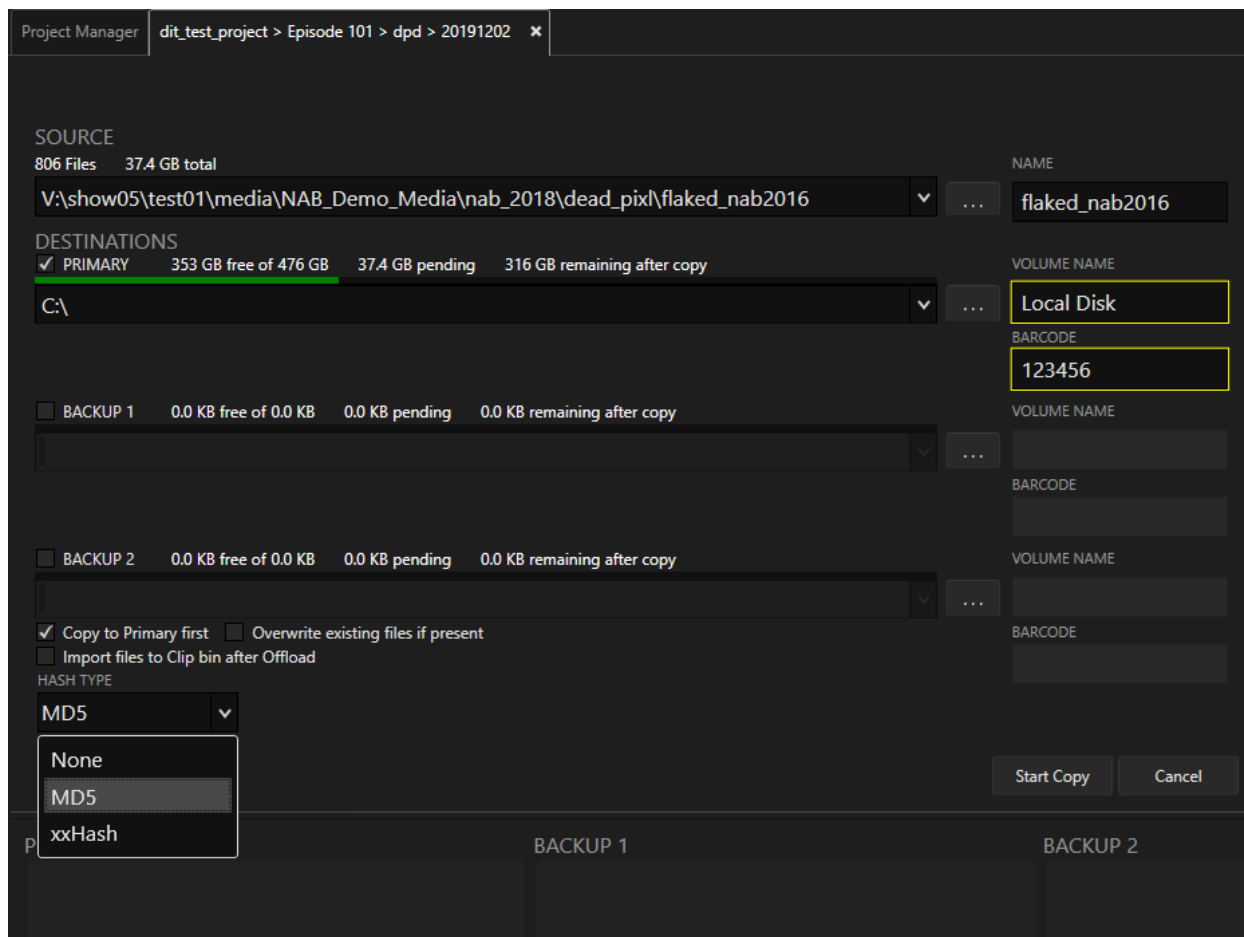 Project Manager dit_test_project > Episode 101 > dpd > 20191202 ×
SOURCE
806 Files 37.4 GB total NAME
V:\show05\test01\media\NAB_Demo_Media\nab_2018\dead_pixl\flaked_nab2016 ... flaked_nab2016
DESTINATIONS
PRIMARY 353 GB free of 476 GB 37.4 GB pending 316 GB remaining after copy VOLUME NAME
C:\ ... Local Disk
BARCODE
123456
BACKUP 1 0.0 KB free of 0.0 KB 0.0 KB pending 0.0 KB remaining after copy VOLUME NAME
...
BARCODE
BACKUP 2 0.0 KB free of 0.0 KB 0.0 KB pending 0.0 KB remaining after copy VOLUME NAME
...
Copy to Primary first Overwrite existing files if present BARCODE
Import files to Clip bin after Offload
HASH TYPE
MD5
None
MD5
xxHash
Start Copy Cancel
P BACKUP 1 BACKUP 2